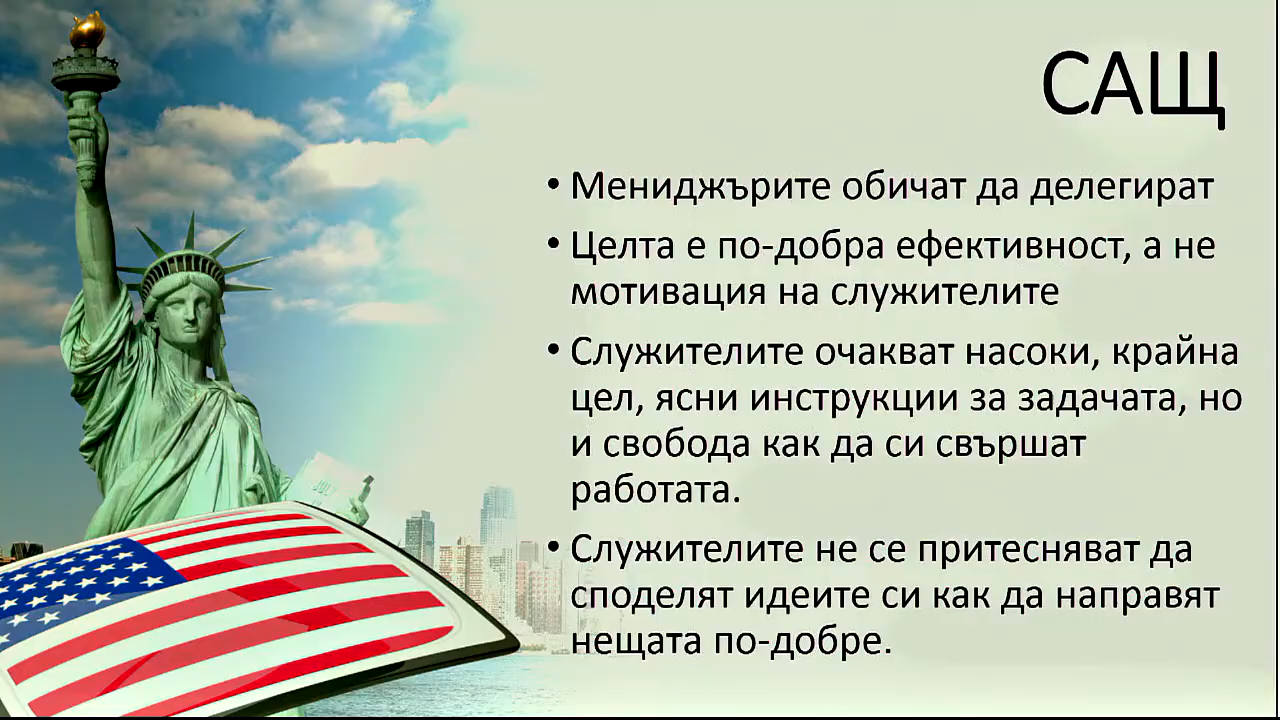 САЩ
• Мениджърите обичат да делегират
• Целта е по-добра ефективност, а не
мотивация на служителите
• Служителите очакват насоки, крайна
цел, ясни инструкции за задачата, но
и свобода как да си свършат
работата.
• Служителите не се притесняват да
споделят идеите си как да направят
нещата по-добре.